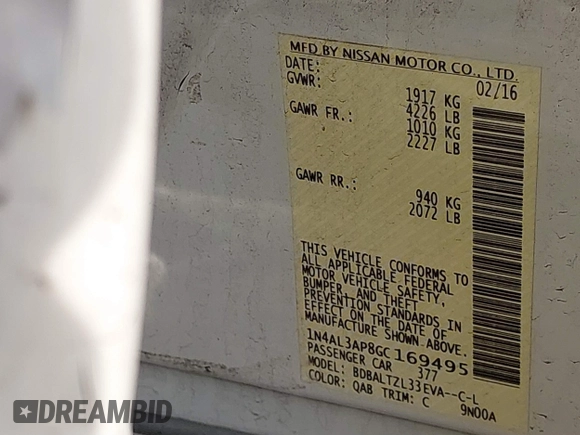 MFD BY NISSAN MOTOR CO., LTD.
DATE: 02/16
GVWR: 1917 KG
4226 LB
GAWR FR.: 1010 KG
2227 LB
GAWR RR.: 940 KG
2072 LB
THIS VEHICLE CONFORMS TO
ALL APPLICABLE FEDERAL
MOTOR VEHICLE SAFETY,
BUMPER, AND THEFT
PREVENTION STANDARDS IN
EFFECT ON THE DATE OF
MANUFACTURE SHOWN ABOVE.
1N4AL3AP8GC169495
PASSENGER CAR 377
MODEL: BDBALTZL33EVA--C-L
COLOR: QAB TRIM: C 9N00A
DREAMBID